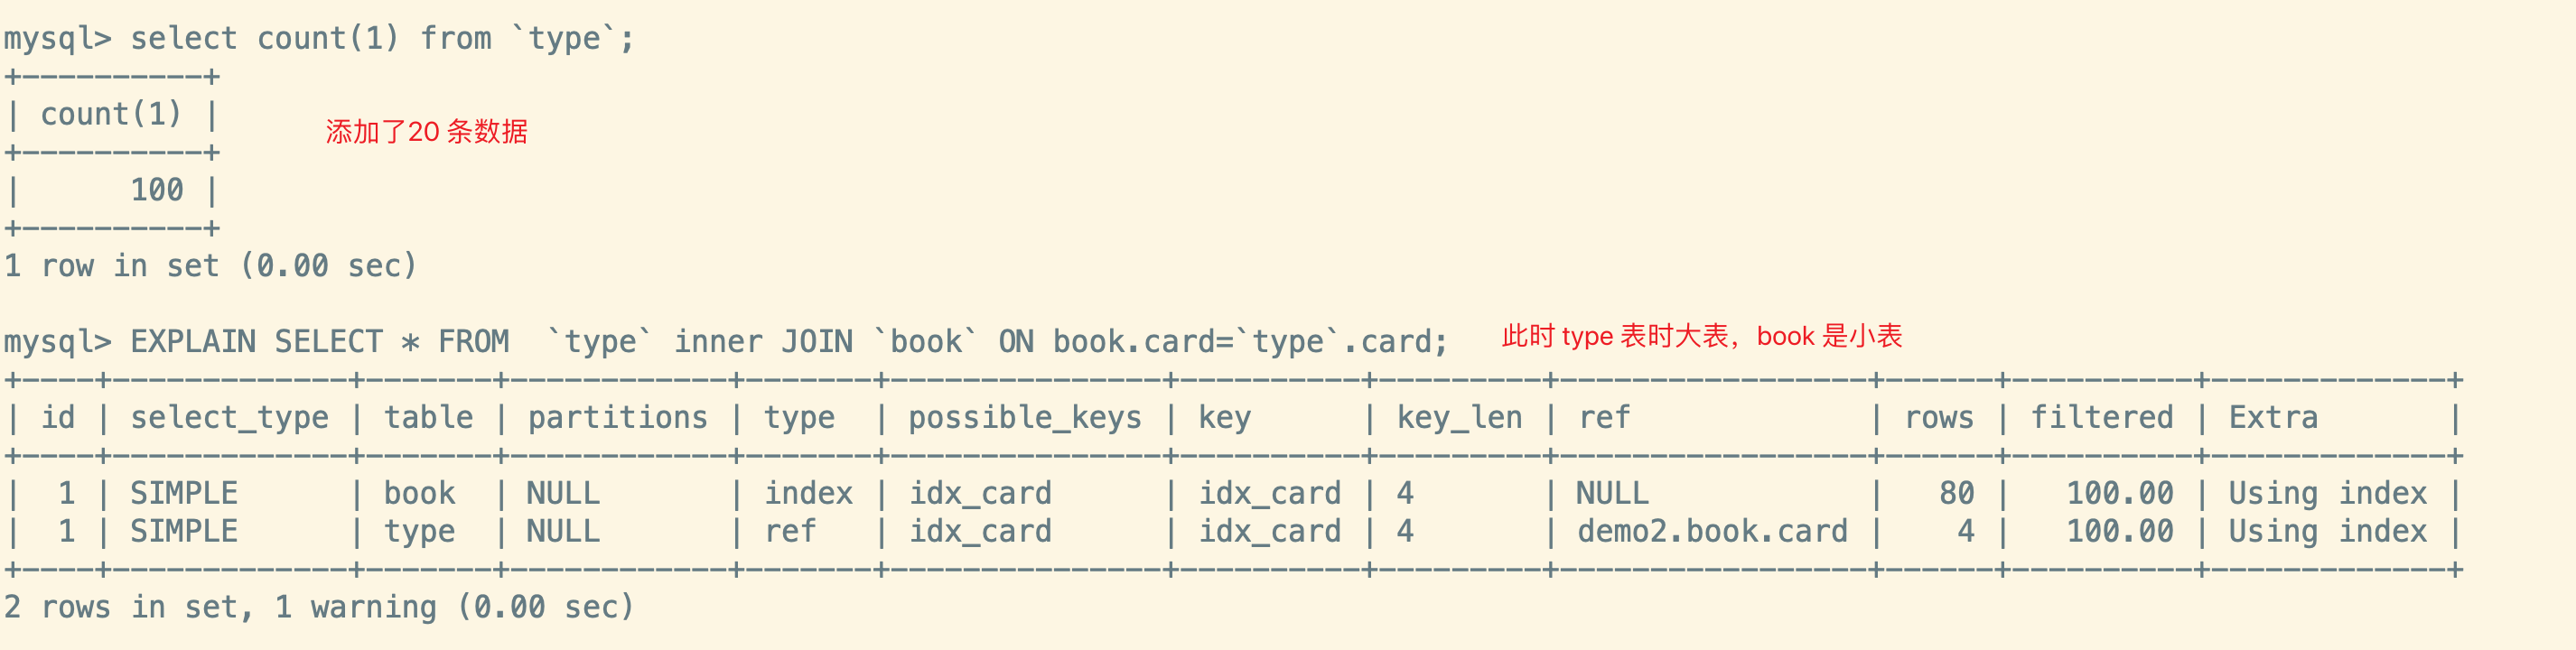 mysql> select count(1) from `type`;
+----------+
| count(1) |
添加了20 条数据
+----------+
|      100 |
+----------+
1 row in set (0.00 sec)
mysql> EXPLAIN SELECT * FROM  `type` inner JOIN `book` ON book.card=`type`.card; 此时 type 表时大表，book 是小表
+----+-------------+-------+------------+-------+---------------+----------+---------+-----------------+------+----------+-------------+
| id | select_type | table | partitions | type  | possible_keys | key      | key_len | ref             | rows | filtered | Extra       |
+----+-------------+-------+------------+-------+---------------+----------+---------+-----------------+------+----------+-------------+
|  1 | SIMPLE      | book  | NULL       | index | idx_card      | idx_card | 4       | NULL            |   80 |   100.00 | Using index |
|  1 | SIMPLE      | type  | NULL       | ref   | idx_card      | idx_card | 4       | demo2.book.card |    4 |   100.00 | Using index |
+----+-------------+-------+------------+-------+---------------+----------+---------+-----------------+------+----------+-------------+
2 rows in set, 1 warning (0.00 sec)